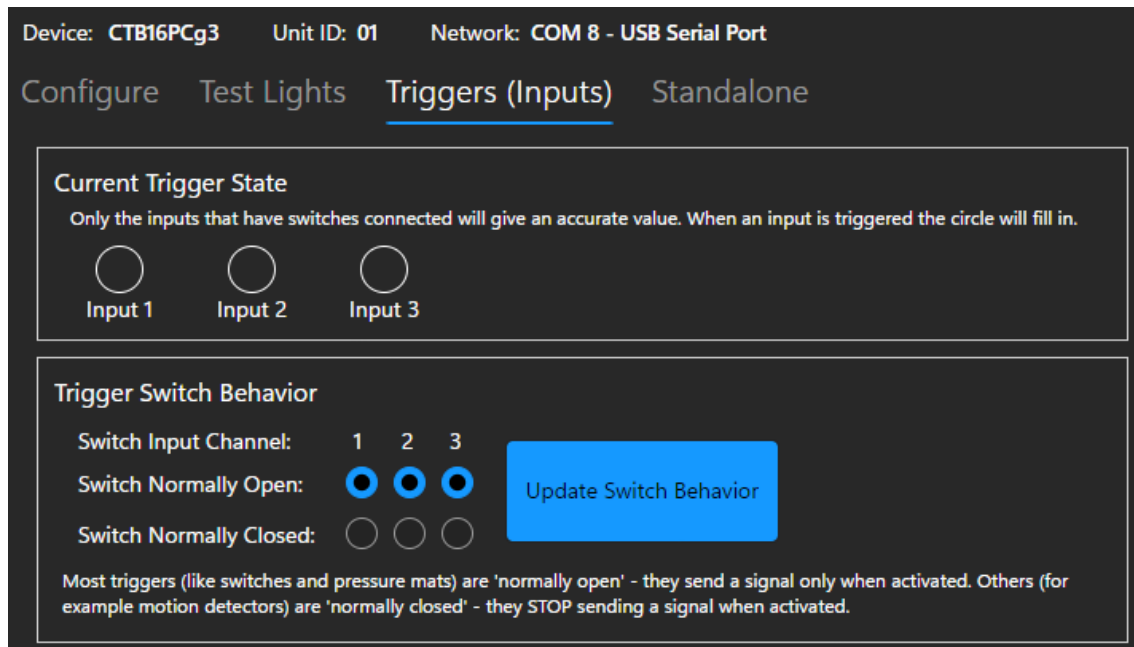 Device: CTB16PCg3 Unit ID: 01 Network: COM 8 - USB Serial Port
Configure Test Lights Triggers (Inputs) Standalone
Current Trigger State
Only the inputs that have switches connected will give an accurate value. When an input is triggered the circle will fill in.
Input 1 Input 2 Input 3
Trigger Switch Behavior
Switch Input Channel: 1 2 3
Switch Normally Open:
Update Switch Behavior
Switch Normally Closed:
Most triggers (like switches and pressure mats) are 'normally open' - they send a signal only when activated. Others (for
example motion detectors) are 'normally closed' - they STOP sending a signal when activated.